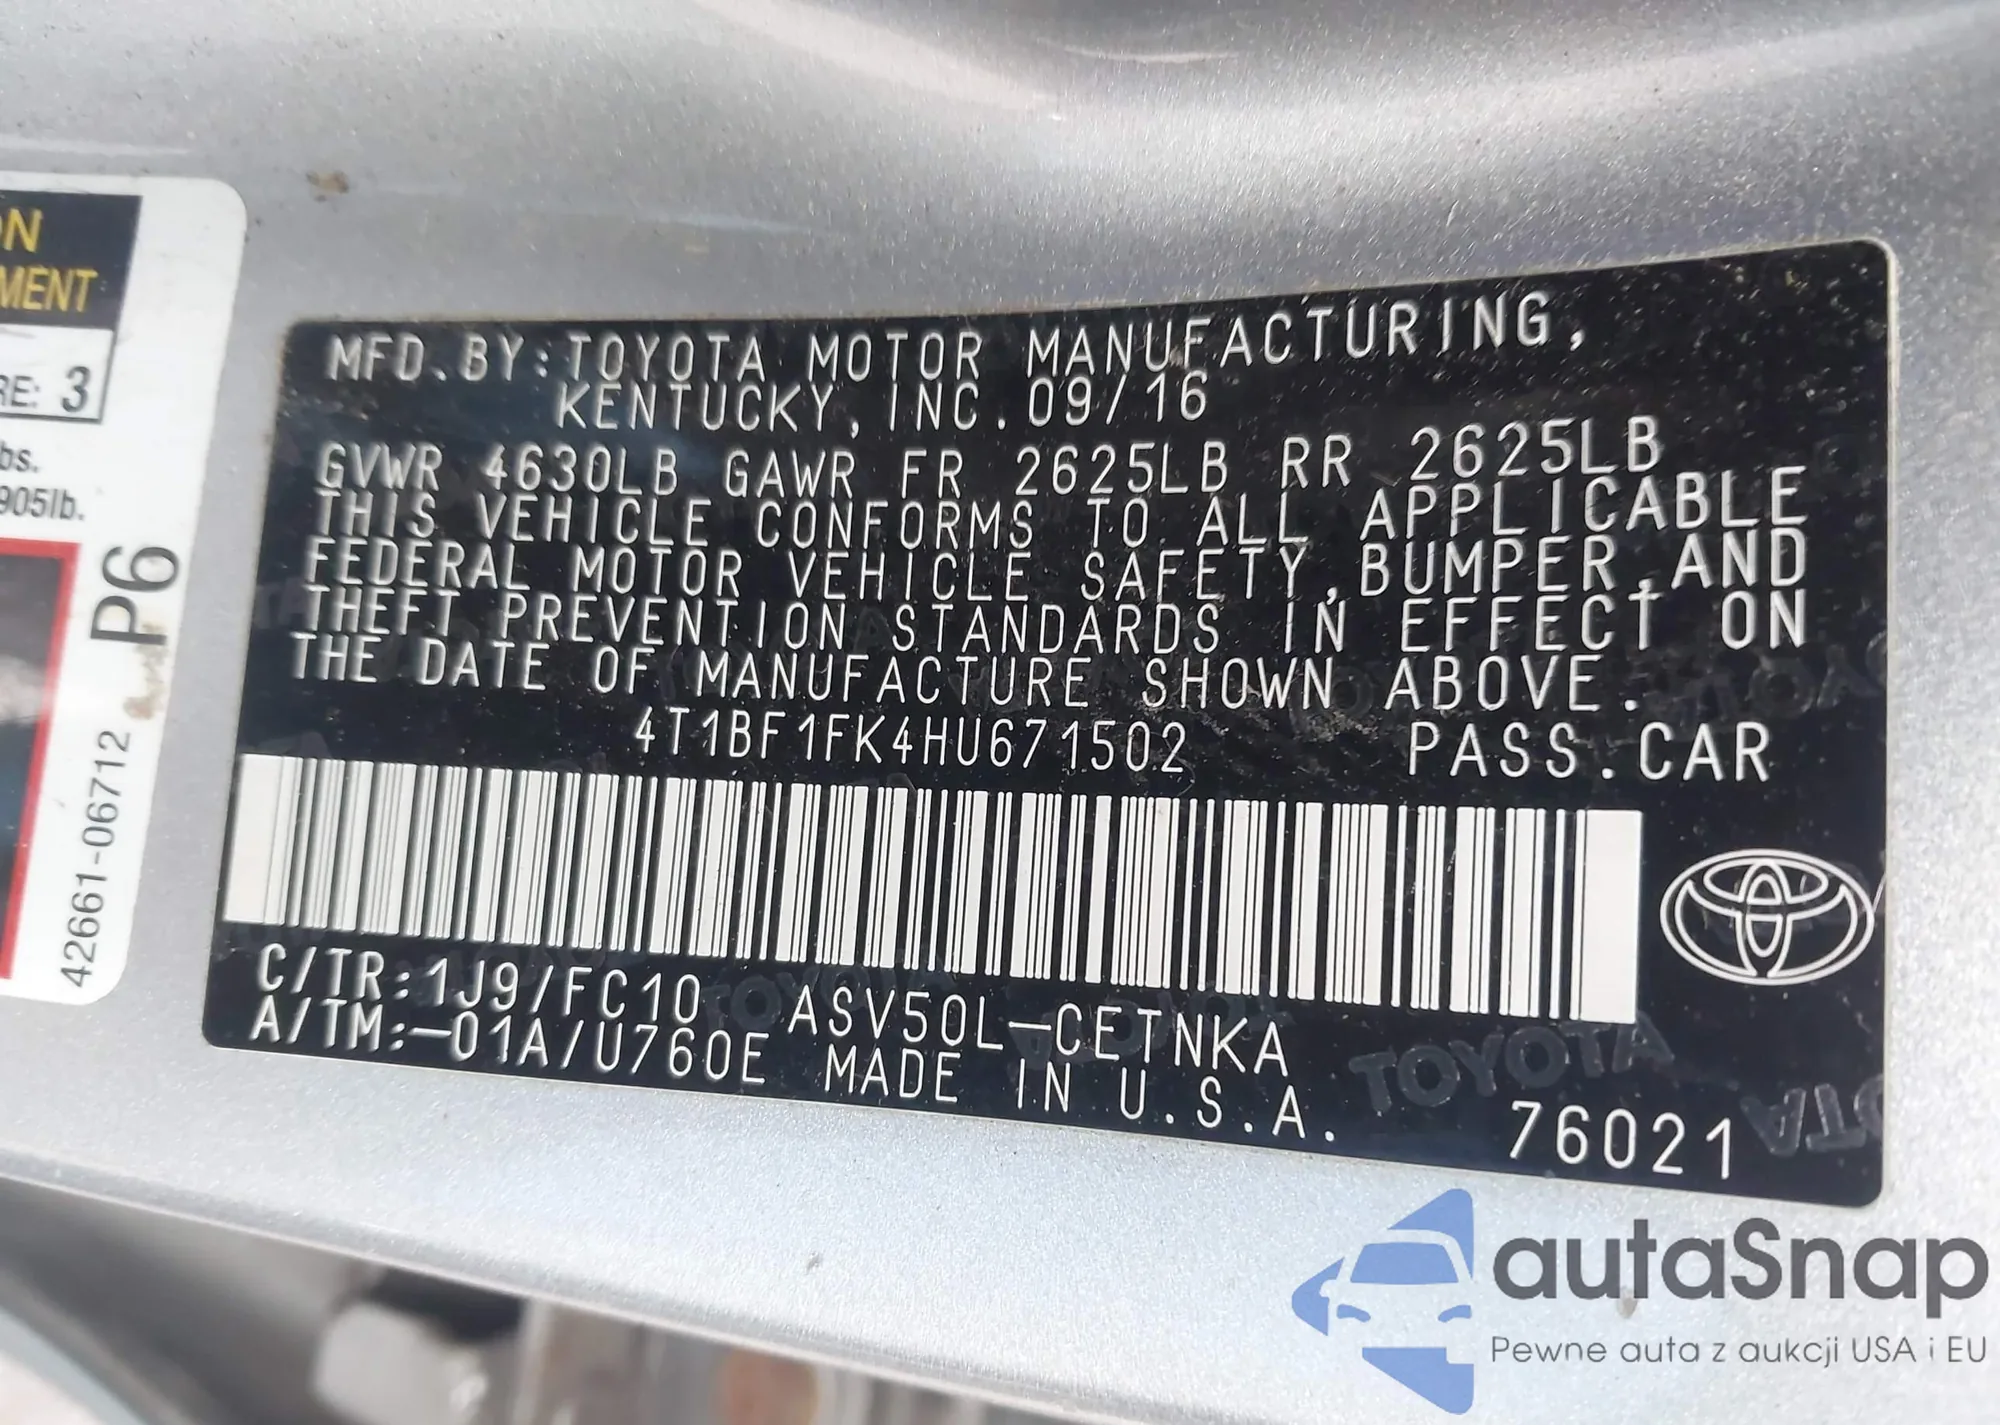 ON
MENT
RE: 3
bs.
905lb.
P6
42661-06712
MFD.BY:TOYOTA MOTOR MANUFACTURING,
KENTUCKY,INC.09/16
GVWR 4630LB GAWR FR 2625LB RR 2625LB
THIS VEHICLE CONFORMS TO ALL APPLICABLE
FEDERAL MOTOR VEHICLE SAFETY,BUMPER,AND
THEFT PREVENTION STANDARDS IN EFFECT ON
THE DATE OF MANUFACTURE SHOWN ABOVE.
4T1BF1FK4HU671502 PASS.CAR
C/TR:1J9/FC10 ASV50L-CETNKA
A/TM:-01A/U760E MADE IN U.S.A.
76021
TOYOTA
autoSnap
Pewne auta z aukcji USA i EU